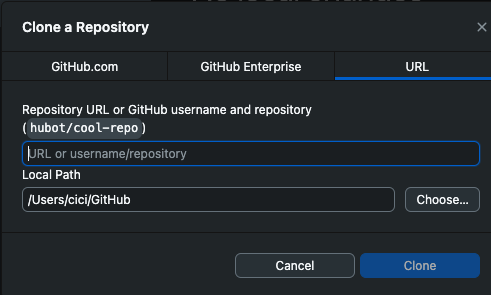 Clone a Repository
GitHub.com
GitHub Enterprise
URL
Repository URL or GitHub username and repository
(hubot/cool-repo)
URL or username/repository
Local Path
/Users/cici/GitHub
Choose...
Cancel
Clone